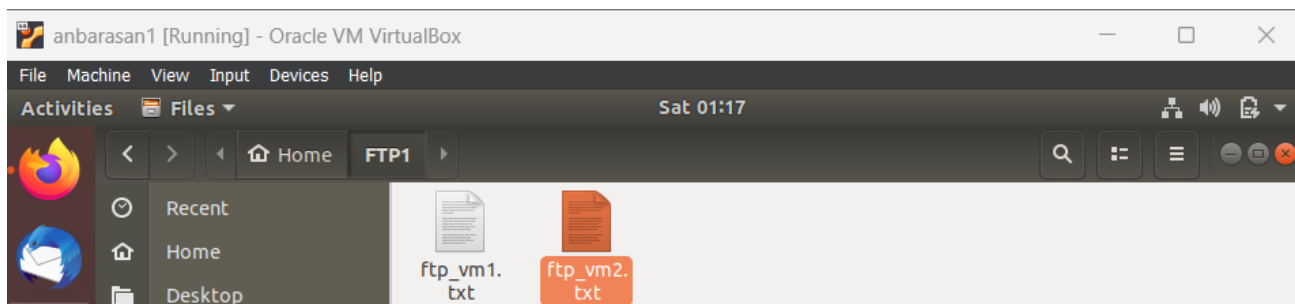 anbarasan1 [Running] - Oracle VM VirtualBox
File Machine View Input Devices Help
Activities Files Sat 01:17
Home FTP1
Recent
Home
Desktop
ftp_vm1.
txt
ftp_vm2.
txt